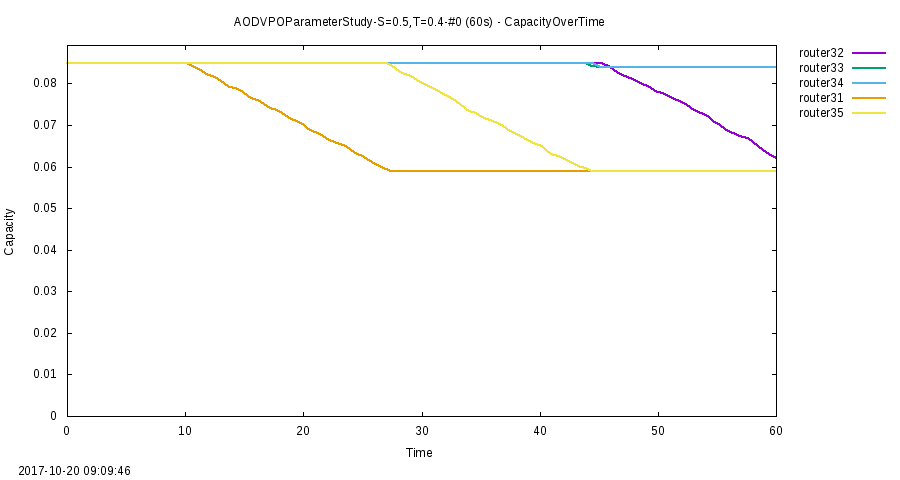 AODVPOParameterStudy-S=0.5,T=0.4-#0 (60s) - CapacityOverTime
router32
router33
router34
router31
router35
0.08
0.07
0.06
0.05
0.04
0.03
0.02
0.01
0
Capacity
0 10 20 30 40 50 60
Time
2017-10-20 09:09:46